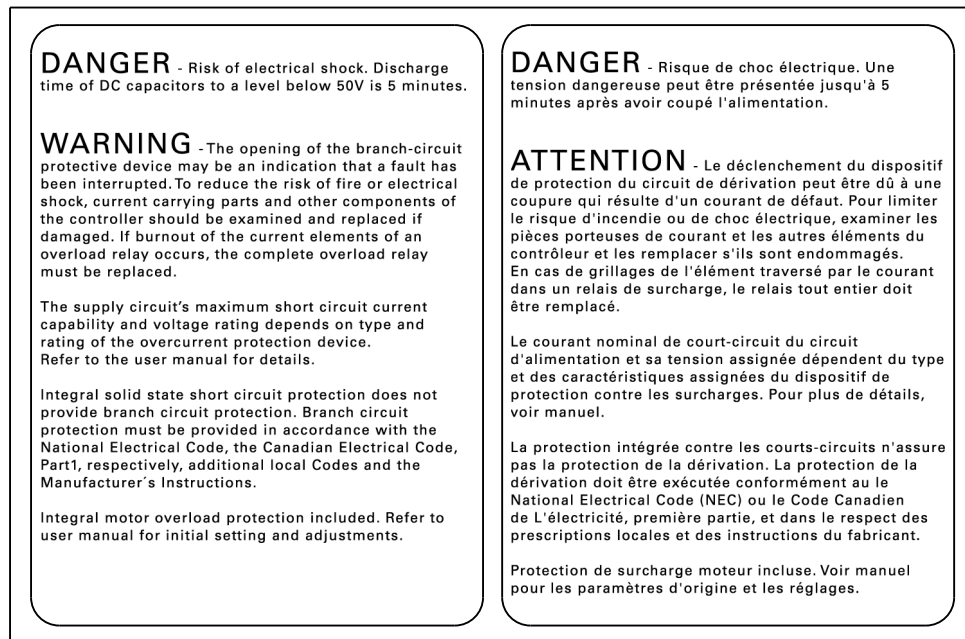 DANGER - Risk of electrical shock. Discharge
time of DC capacitors to a level below 50V is 5 minutes.
WARNING - The opening of the branch-circuit
protective device may be an indication that a fault has
been interrupted. To reduce the risk of fire or electrical
shock, current carrying parts and other components of
the controller should be examined and replaced if
damaged. If burnout of the current elements of an
overload relay occurs, the complete overload relay
must be replaced.
The supply circuit's maximum short circuit current
capability and voltage rating depends on type and
rating of the overcurrent protection device.
Refer to the user manual for details.
Integral solid state short circuit protection does not
provide branch circuit protection. Branch circuit
protection must be provided in accordance with the
National Electrical Code, the Canadian Electrical Code,
Part1, respectively, additional local Codes and the
Manufacturer´s Instructions.
Integral motor overload protection included. Refer to
user manual for initial setting and adjustments.
DANGER - Risque de choc électrique. Une
tension dangereuse peut être présentée jusqu'à 5
minutes après avoir coupé l'alimentation.
ATTENTION - Le déclenchement du dispositif
de protection du circuit de dérivation peut être dû à une
coupure qui résulte d'un courant de défaut. Pour limiter
le risque d'incendie ou de choc électrique, examiner les
pièces porteuses de courant et les autres éléments du
contrôleur et les remplacer s'ils sont endommagés.
En cas de grillages de l'élément traversé par le courant
dans un relais de surcharge, le relais tout entier doit
être remplacé.
Le courant nominal de court-circuit du circuit
d'alimentation et sa tension assignée dépendent du type
et des caractéristiques assignées du dispositif de
protection contre les surcharges. Pour plus de détails,
voir manuel.
La protection intégrée contre les courts-circuits n'assure
pas la protection de la dérivation. La protection de la
dérivation doit être exécutée conformément au le
National Electrical Code (NEC) ou le Code Canadien
de L'électricité, première partie, et dans le respect des
prescriptions locales et des instructions du fabricant.
Protection de surcharge moteur incluse. Voir manuel
pour les paramètres d'origine et les réglages.